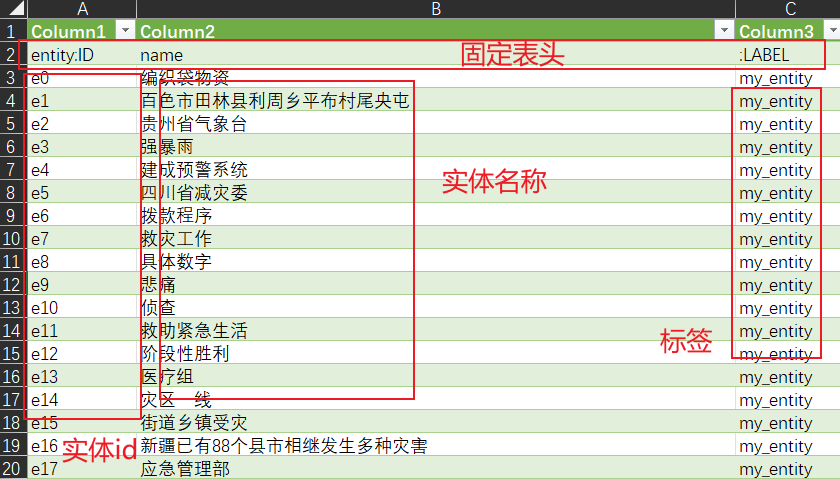 A B C
1 Column1 Column2 Column3
2 entity:ID name 固定表头 :LABEL
3 e0 编织袋物资 my_entity
4 e1 百色市田林县利周乡平布村尾央屯 my_entity
5 e2 贵州省气象台 my_entity
6 e3 强暴雨 my_entity
7 e4 建成预警系统 my_entity
实体名称
8 e5 四川省减灾委 my_entity
9 e6 拨款程序 my_entity
10 e7 救灾工作 my_entity
11 e8 具体数字 my_entity
12 e9 悲痛 my_entity
13 e10 侦查 my_entity
14 e11 救助紧急生活 my_entity
标签
15 e12 阶段性胜利 my_entity
16 e13 医疗组 my_entity
17 e14 灾区一线 my_entity
18 e15 街道乡镇受灾 my_entity
实体id
19 e16 新疆已有88个县市相继发生多种灾害 my_entity
20 e17 应急管理部 my_entity